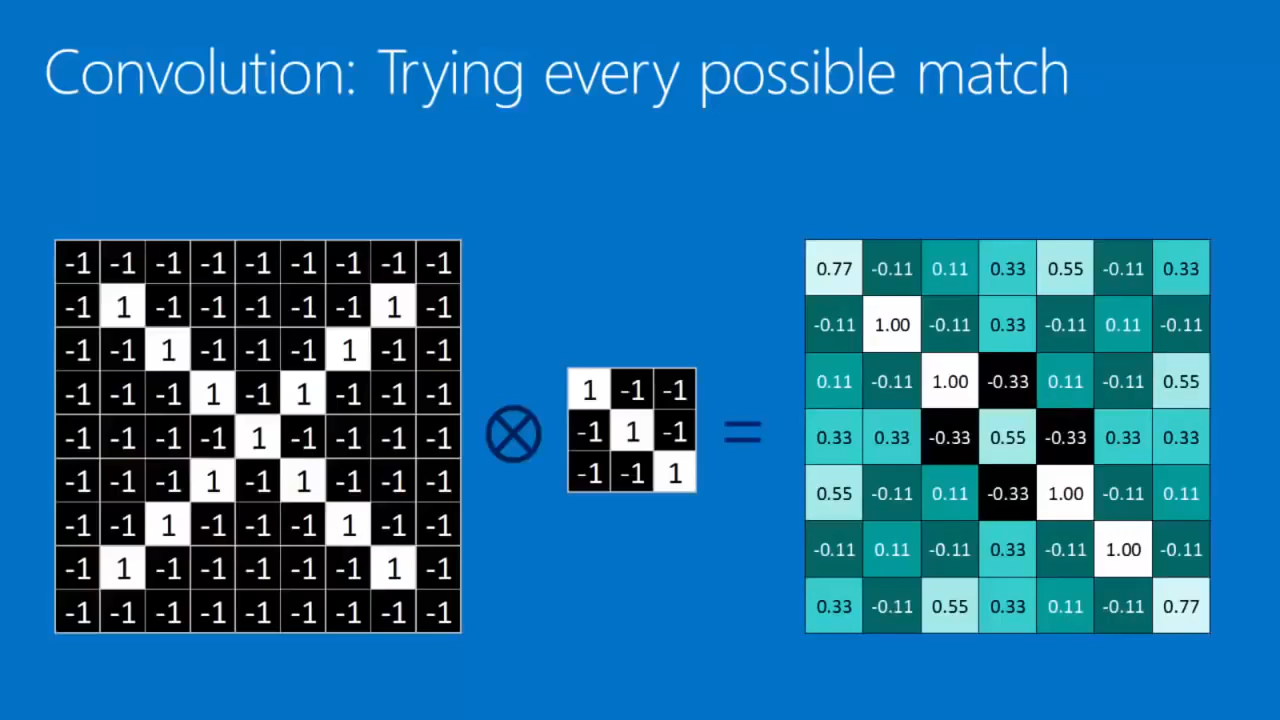 Convolution: Trying every possible match
-1 -1 -1 -1 -1 -1 -1 -1 -1
-1 1 -1 -1 -1 -1 -1 1 -1
-1 -1 1 -1 -1 -1 1 -1 -1
-1 -1 -1 1 -1 1 -1 -1 -1
-1 -1 -1 -1 1 -1 -1 -1 -1
-1 -1 -1 1 -1 1 -1 -1 -1
-1 -1 1 -1 -1 -1 1 -1 -1
-1 1 -1 -1 -1 -1 -1 1 -1
-1 -1 -1 -1 -1 -1 -1 -1 -1
⊗
1 -1 -1
-1 1 -1
-1 -1 1
=
0.77 -0.11 0.11 0.33 0.55 -0.11 0.33
-0.11 1.00 -0.11 0.33 -0.11 0.11 -0.11
0.11 -0.11 1.00 -0.33 0.11 -0.11 0.55
0.33 0.33 -0.33 0.55 -0.33 0.33 0.33
0.55 -0.11 0.11 -0.33 1.00 -0.11 0.11
-0.11 0.11 -0.11 0.33 -0.11 1.00 -0.11
0.33 -0.11 0.55 0.33 0.11 -0.11 0.77